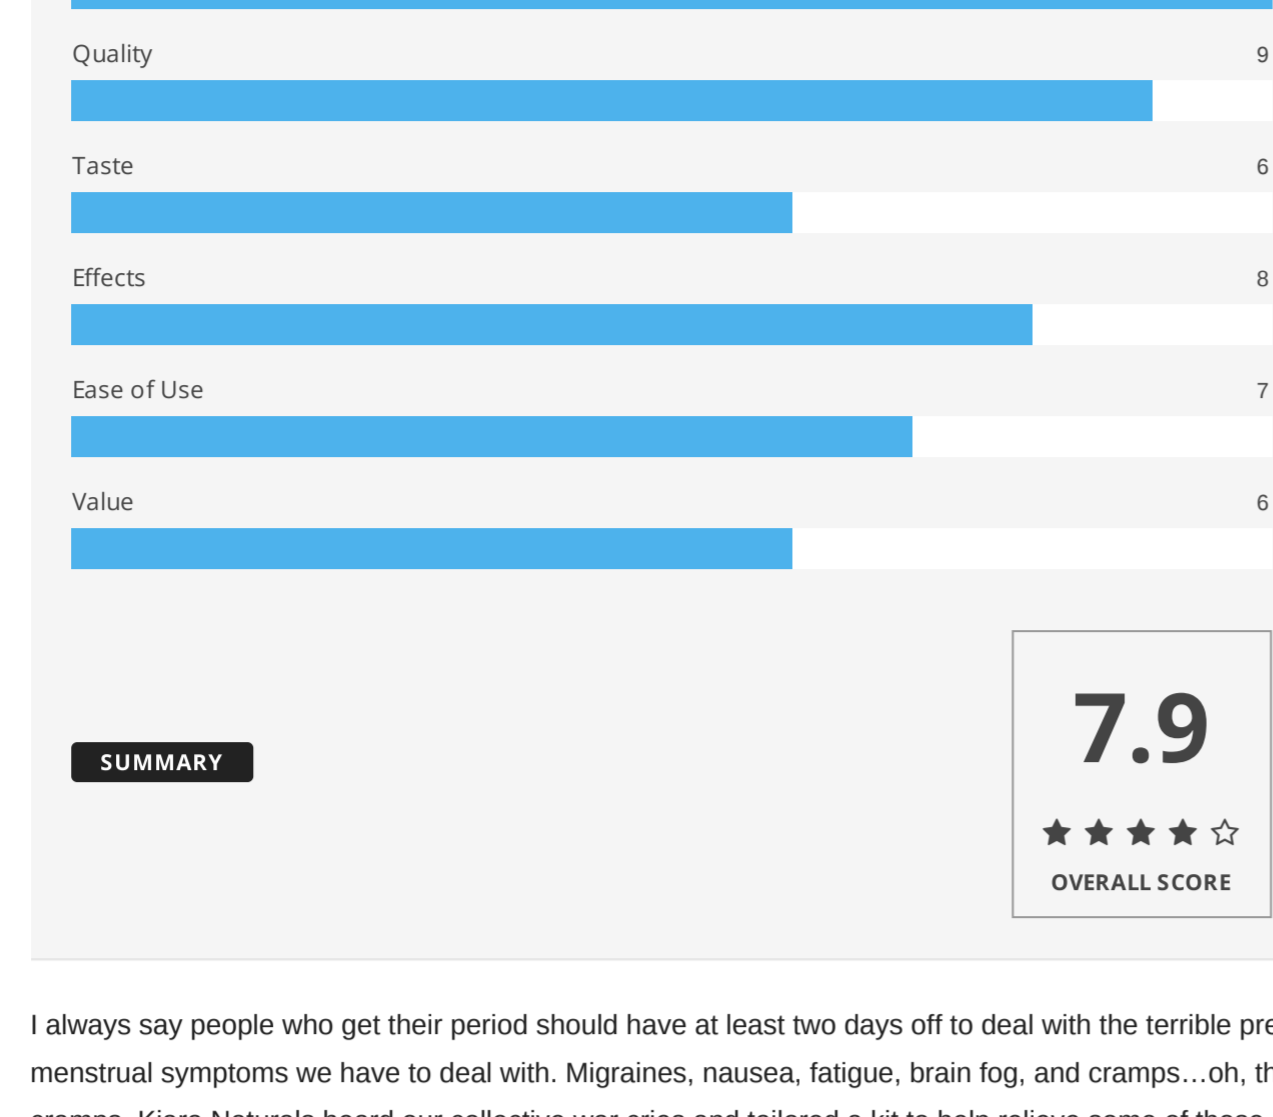 Quality 9
Taste 6
Effects 8
Ease of Use 7
Value 6
7.9
SUMMARY
OVERALL SCORE
I always say people who get their period should have at least two days off to deal with the terrible
menstrual symptoms we have to deal with. Migraines, nausea, fatigue, brain fog, and cramps…oh,